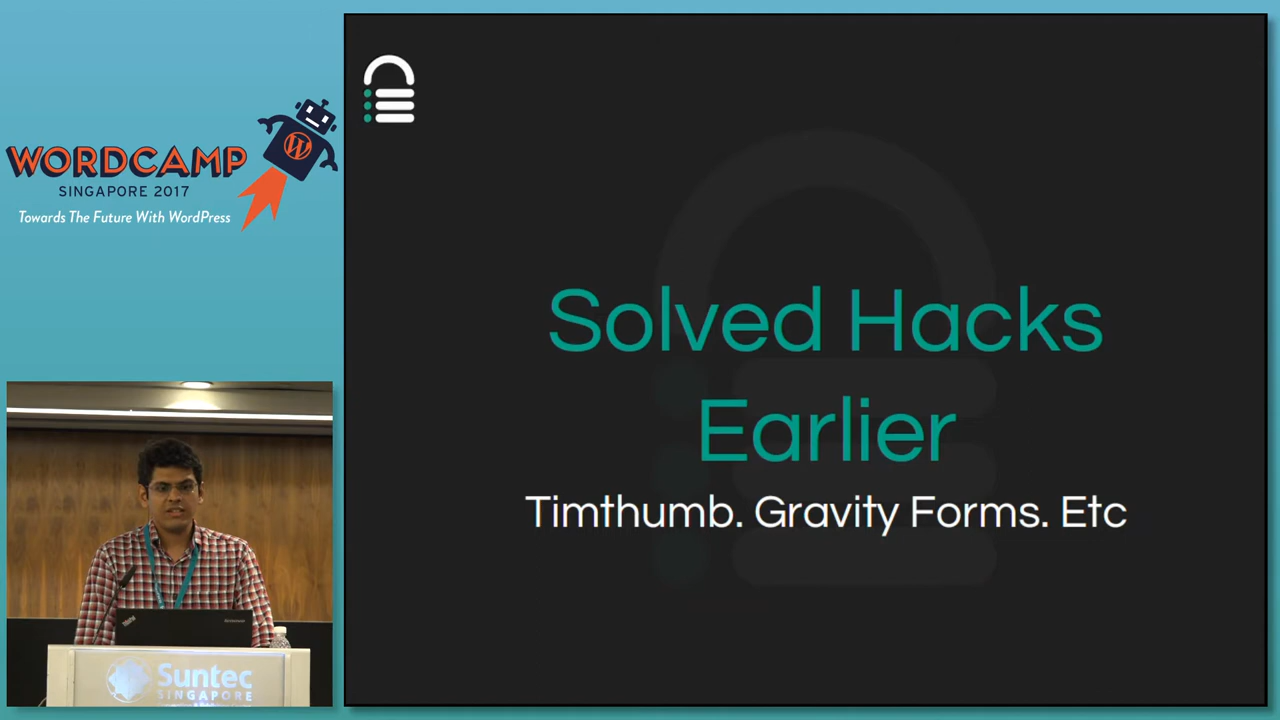 WORDCAMP
SINGAPORE 2017
Towards The Future With WordPress
Solved Hacks
Earlier
Timthumb. Gravity Forms. Etc
Suntec
SINGAPORE